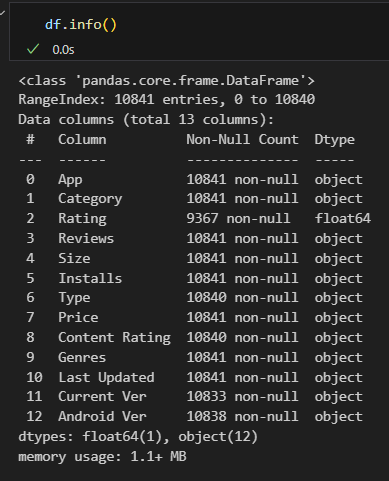 df.info()
0.0s
<class 'pandas.core.frame.DataFrame'>
RangeIndex: 10841 entries, 0 to 10840
Data columns (total 13 columns):
 #   Column          Non-Null Count  Dtype
---  ------          --------------  -----
 0   App             10841 non-null  object
 1   Category        10841 non-null  object
 2   Rating          9367 non-null   float64
 3   Reviews         10841 non-null  object
 4   Size            10841 non-null  object
 5   Installs        10841 non-null  object
 6   Type            10840 non-null  object
 7   Price           10841 non-null  object
 8   Content Rating  10840 non-null  object
 9   Genres          10841 non-null  object
 10  Last Updated    10841 non-null  object
 11  Current Ver     10833 non-null  object
 12  Android Ver     10838 non-null  object
dtypes: float64(1), object(12)
memory usage: 1.1+ MB